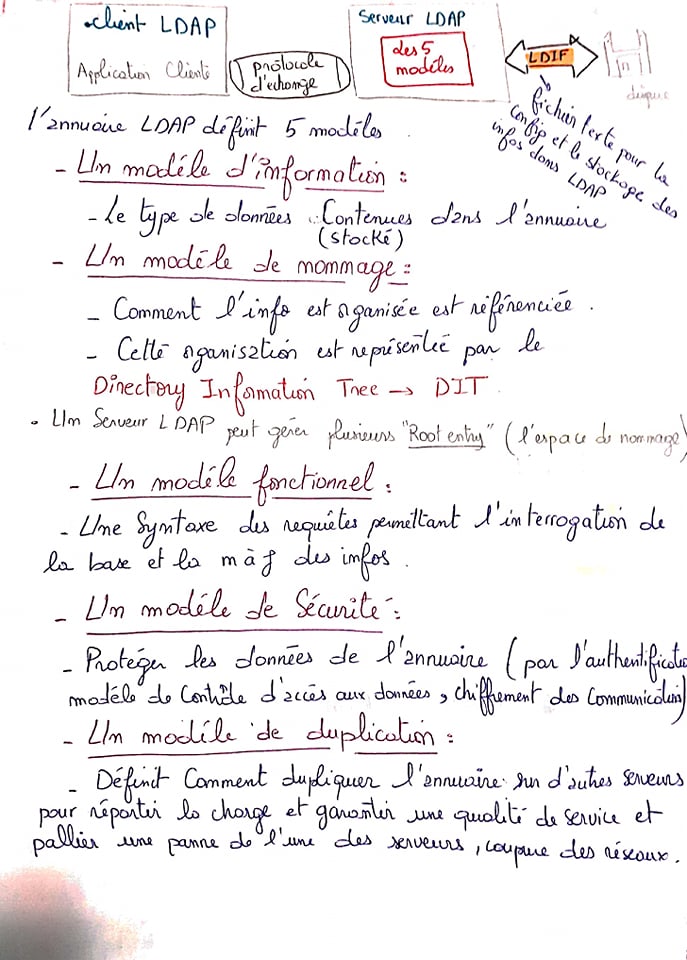 .client LDAP
Application Cliente
protocole
d'echange
Serveur LDAP
des 5
modèles
LDIF
disque
fichier texte pour la
config et le stockage des
infos dans LDAP
l'annuaire LDAP définit 5 modèles.
- Un modèle d'information :
- Le type de données Contenues dans l'annuaire
(stocké)
- Un modèle de nommage :
- Comment l'info est organisée est référenciée.
- Cette organisation est représentée par le
Directory Information Tree → DIT.
. Un Serveur LDAP peut gérer plusieurs "Root entry" (l'espace de nommage)
- Un modèle fonctionnel :
- Une Syntaxe des requêtes permettant l'interrogation de
la base et la màj des infos.
- Un modèle de Sécurité :
- Protéger les données de l'annuaire (par l'authentificatio
modèle de Contrôle d'accès aux données, chiffrement des Communication)
- Un modèle de duplication :
- Définit Comment dupliquer l'annuaire sur d'autres serveurs
pour répartir la charge et garantir une qualité de service et
pallier une panne de l'une des serveurs, coupure des réseaux.